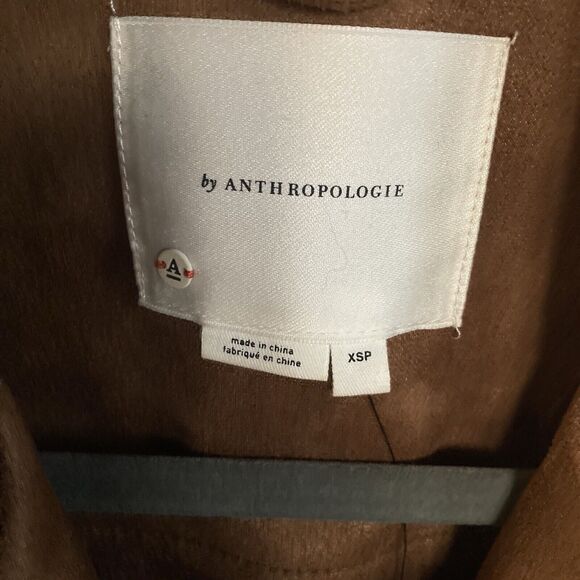 by ANTHROPOLOGIE
A
made in china
fabriqué en chine
XSP